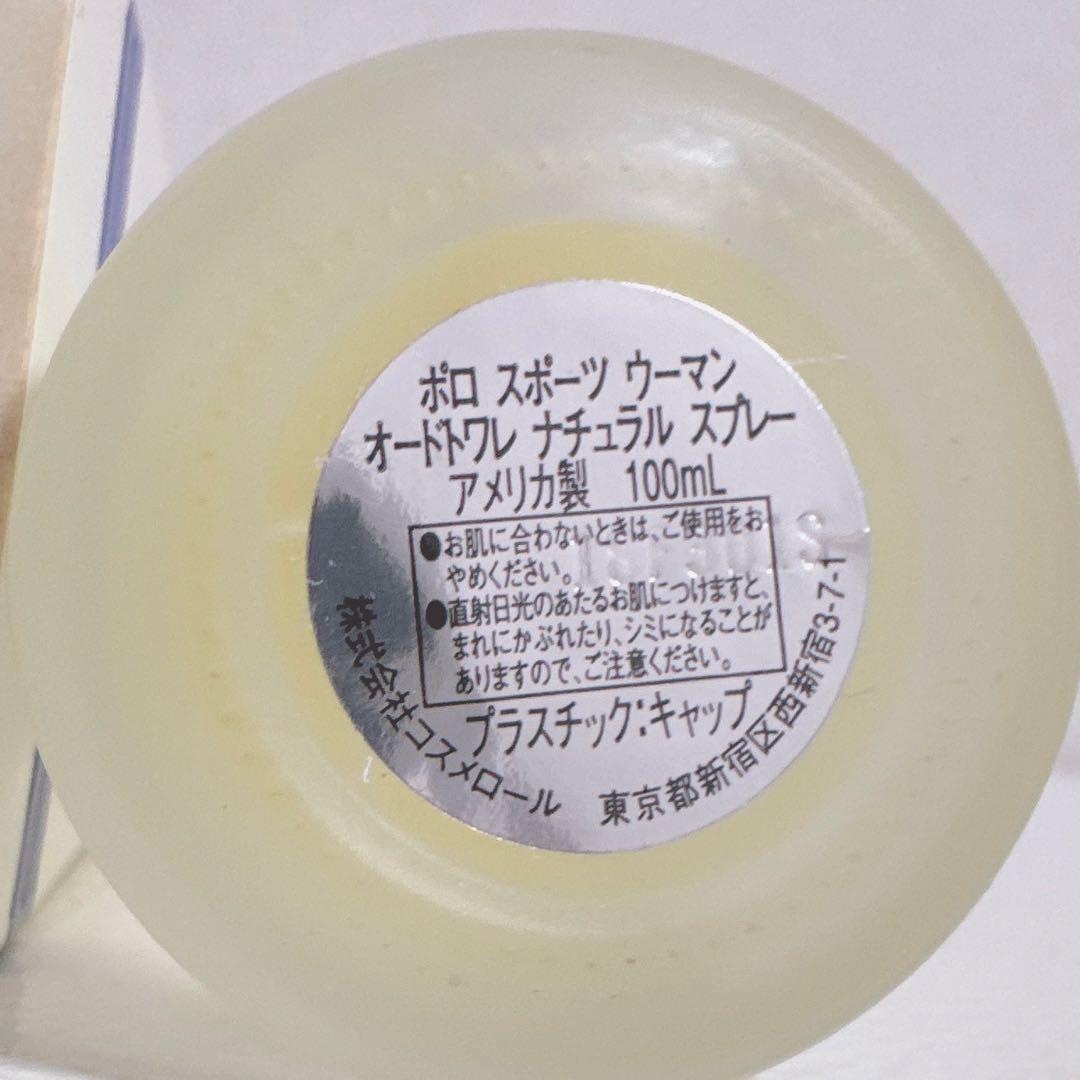 ポロ スポーツ ウーマン
オードトワレ ナチュラル スプレー
アメリカ製 100mL
●お肌に合わないときは、ご使用をお
やめください。
●直射日光のあたるお肌につけますと、
まれにかぶれたり、シミになることが
ありますので、ご注意ください。
プラスチック:キャップ
株式会社コスメロール
東京都新宿区西新宿3-7-1